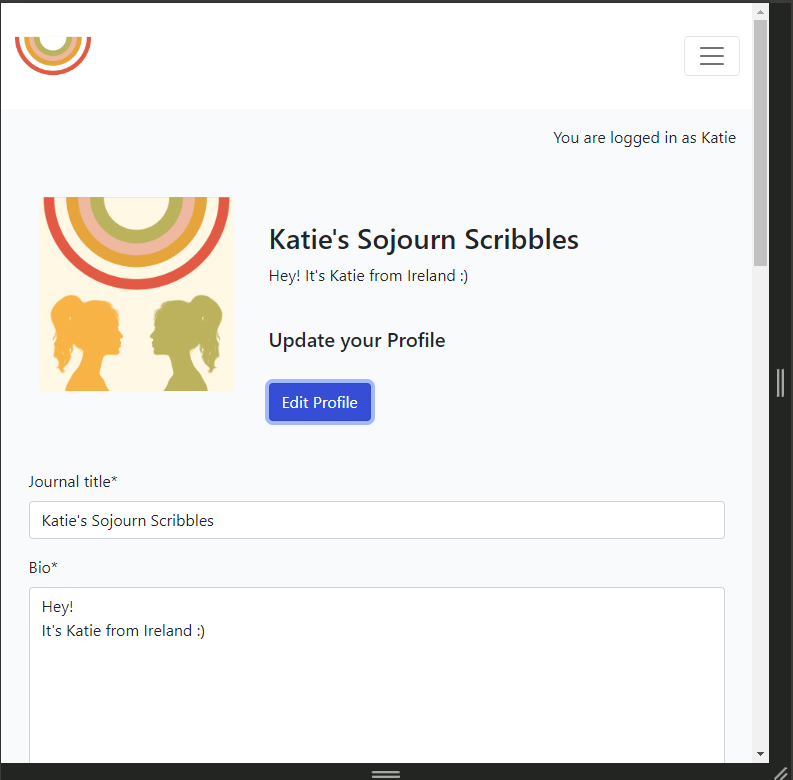 You are logged in as Katie
Katie's Sojourn Scribbles
Hey! It's Katie from Ireland :)
Update your Profile
Edit Profile
Journal title*
Katie's Sojourn Scribbles
Bio*
Hey!
It's Katie from Ireland :)